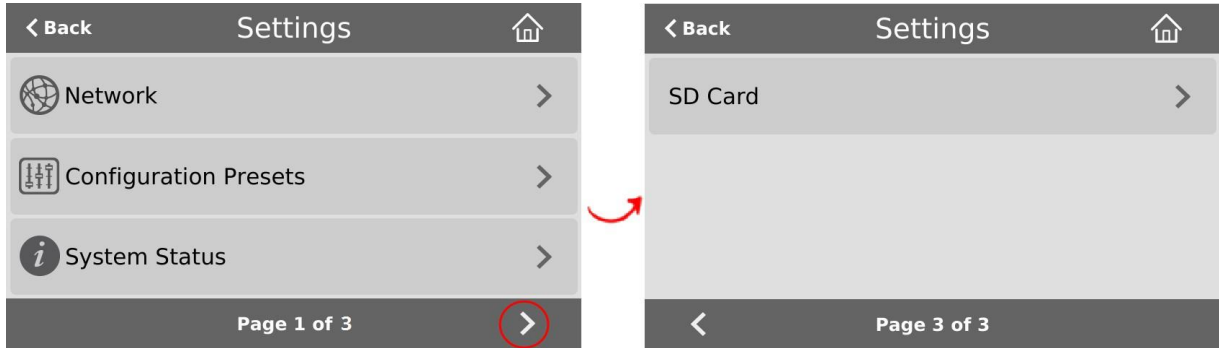 Back Settings
Network
Configuration Presets
System Status
Page 1 of 3
Back Settings
SD Card
Page 3 of 3